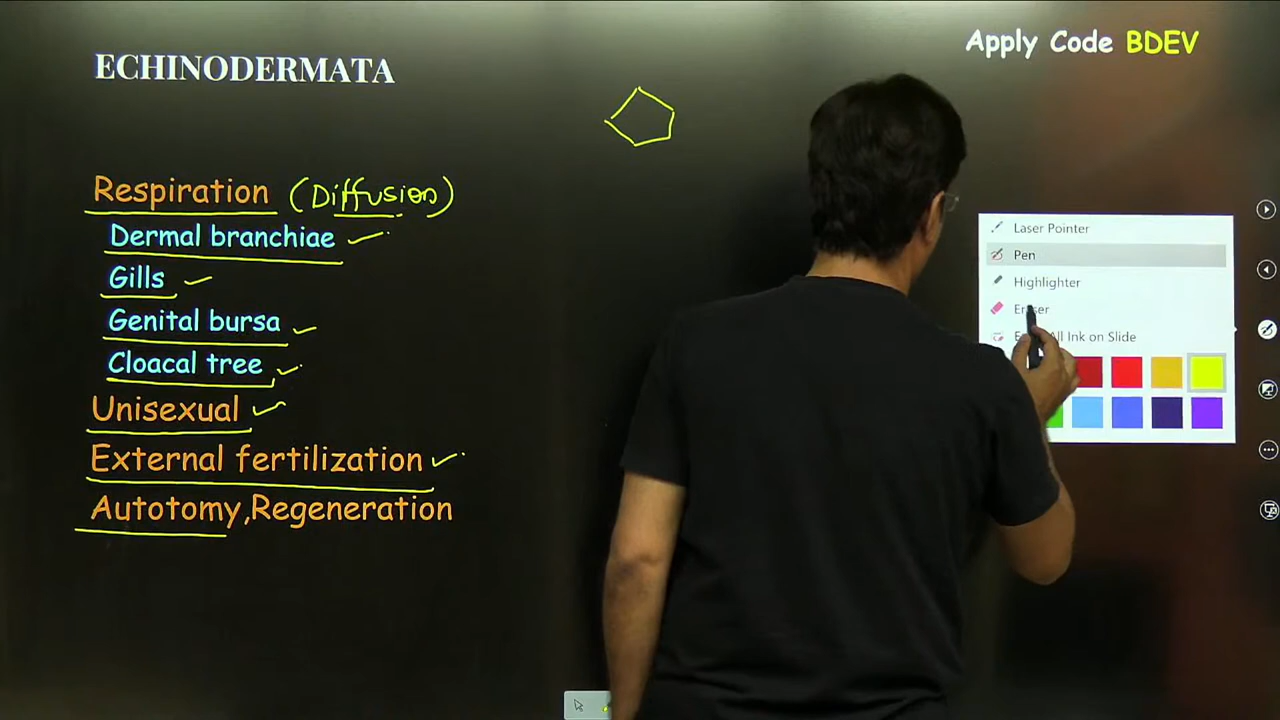 Apply Code BDEV
ECHINODERMATA
Respiration (Diffusion)
Dermal branchiae
Gills
Genital bursa
Cloacal tree
Unisexual
External fertilization
Autotomy,Regeneration
Laser Pointer
Pen
Highlighter
Eraser
All Ink on Slide